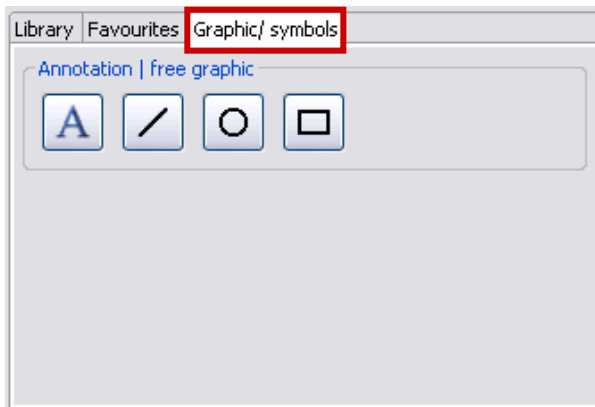 Library Favourites Graphic/ symbols
Annotation | free graphic
A